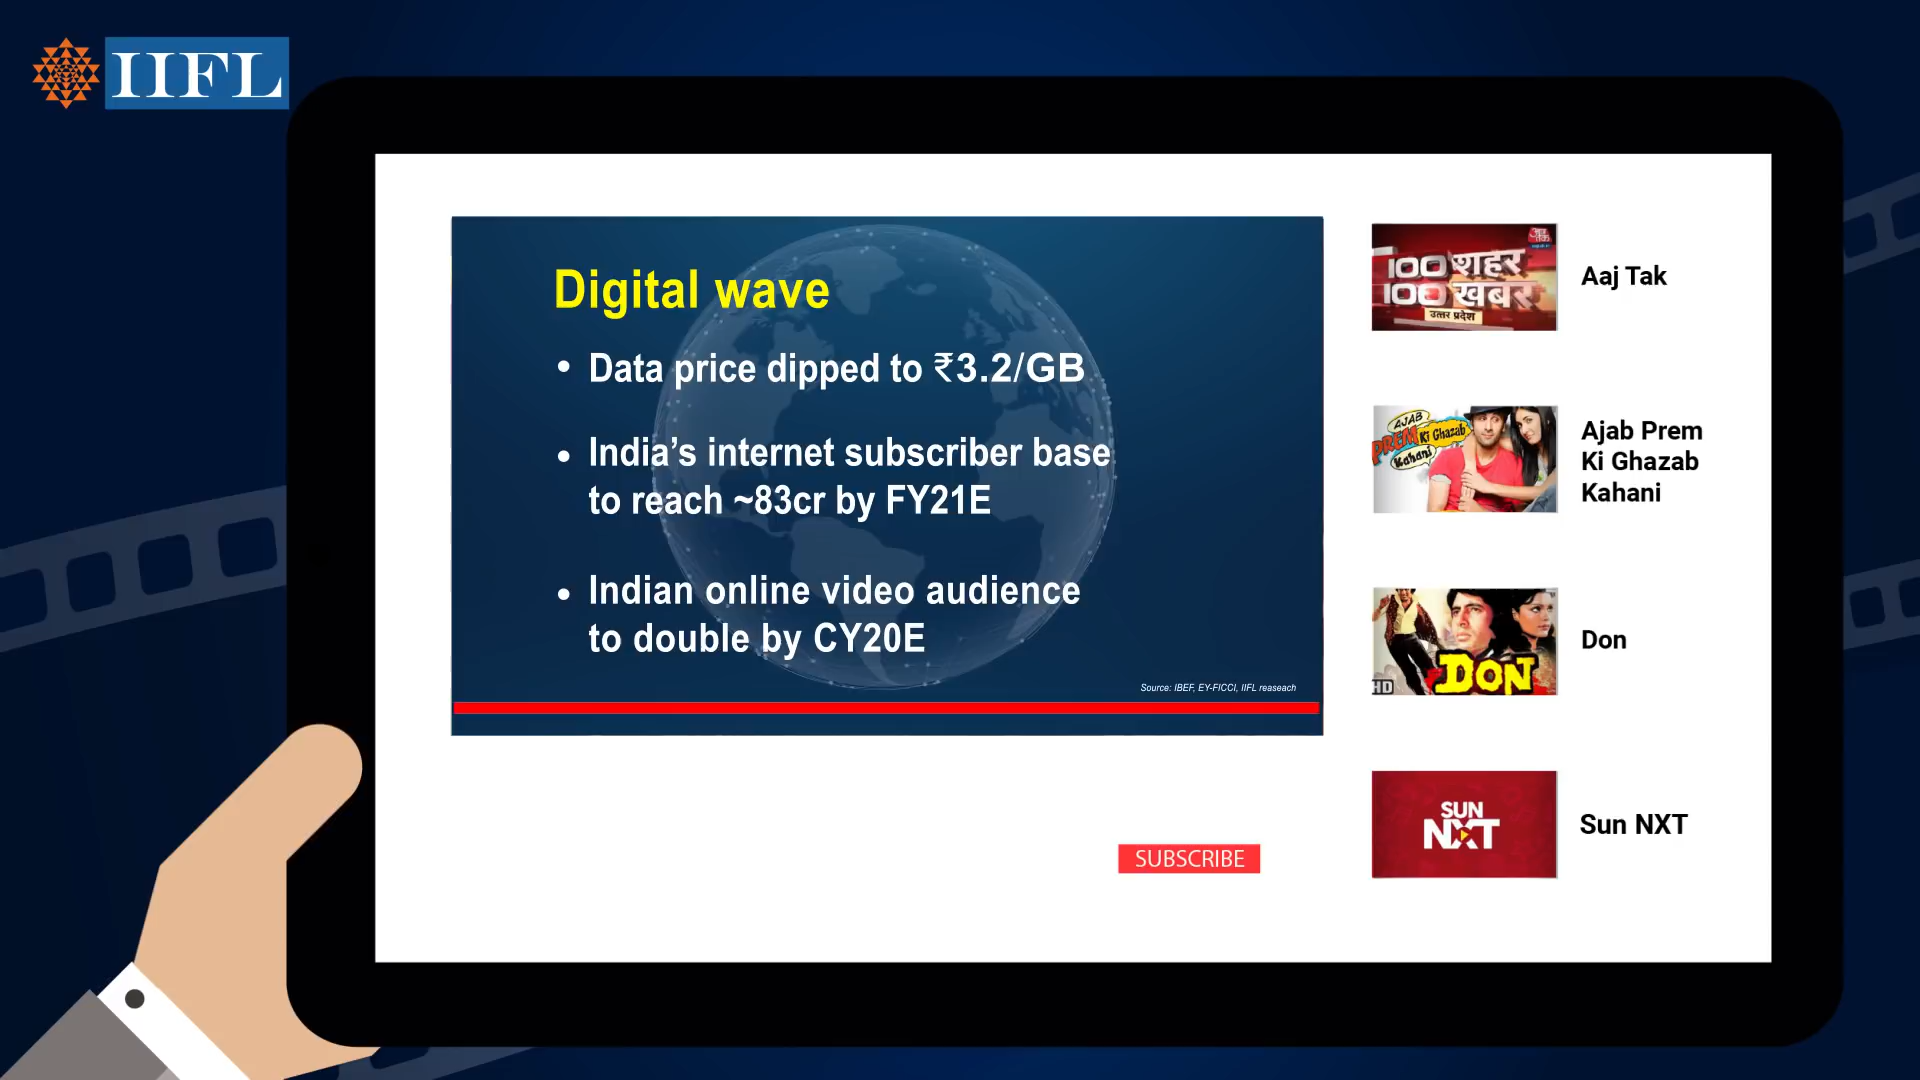 IIFL
Digital wave
• Data price dipped to ₹3.2/GB
• India's internet subscriber base
to reach ~83cr by FY21E
• Indian online video audience
to double by CY20E
Source: IBEF, EY-FICCI, IIFL reaseach
SUBSCRIBE
100 शहर
100 खबर
उत्तर प्रदेश
Aaj Tak
AJAB
PREM Ki Ghazab
Kahani
Ajab Prem
Ki Ghazab
Kahani
DON
HD
Don
SUN
NXT
Sun NXT